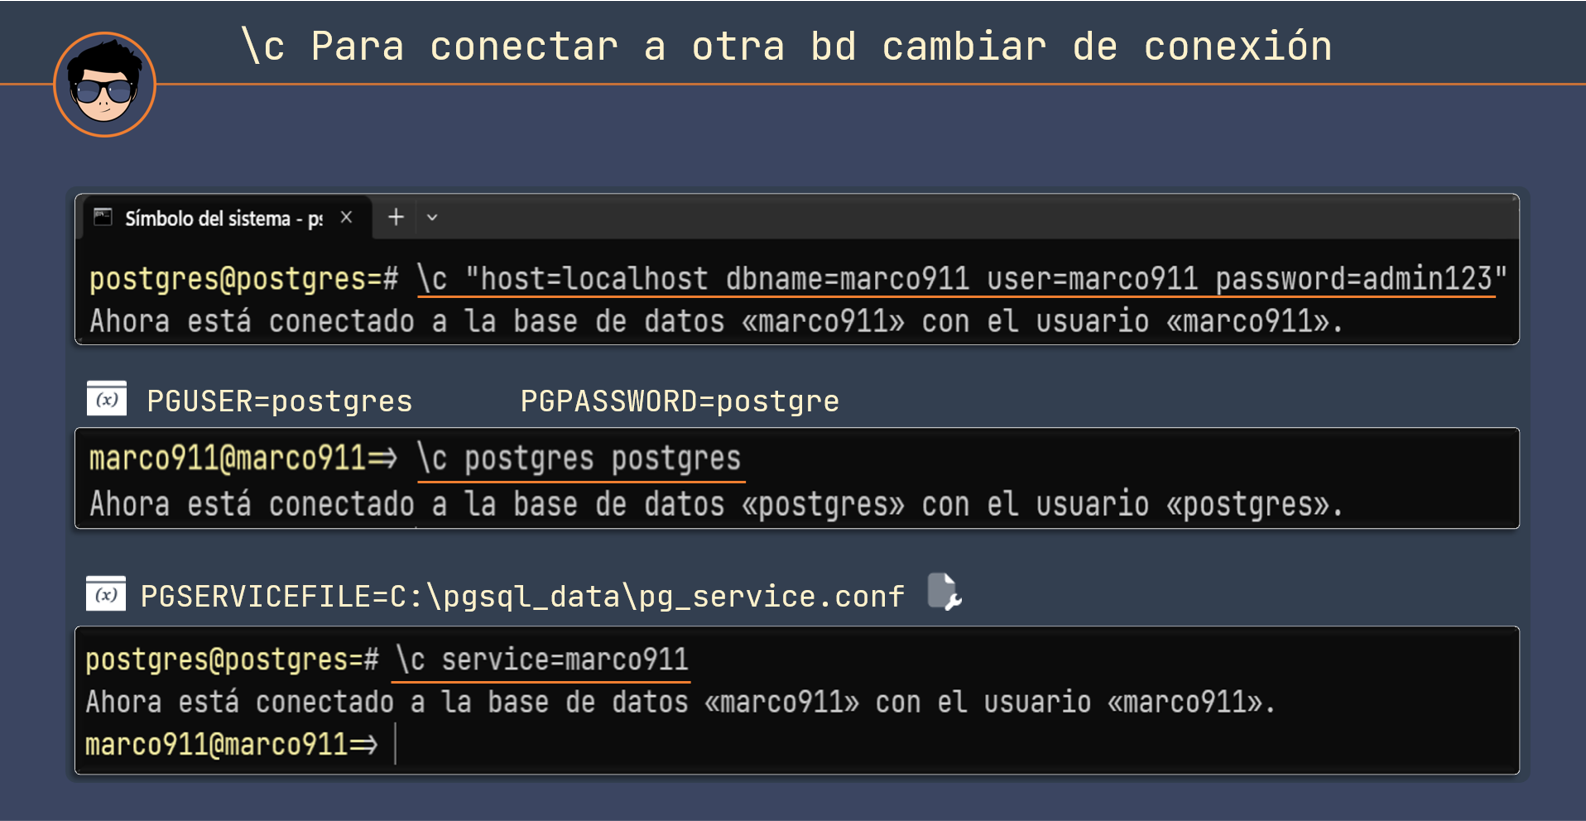 \c Para conectar a otra bd cambiar de conexión
Símbolo del sistema - ps
postgres@postgres=# \c "host=localhost dbname=marco911 user=marco911 password=admin123"
Ahora está conectado a la base de datos «marco911» con el usuario «marco911».
(x) PGUSER=postgres PGPASSWORD=postgre
marco911@marco911=> \c postgres postgres
Ahora está conectado a la base de datos «postgres» con el usuario «postgres».
(x) PGSERVICEFILE=C:\pgsql_data\pg_service.conf
postgres@postgres=# \c service=marco911
Ahora está conectado a la base de datos «marco911» con el usuario «marco911».
marco911@marco911=>